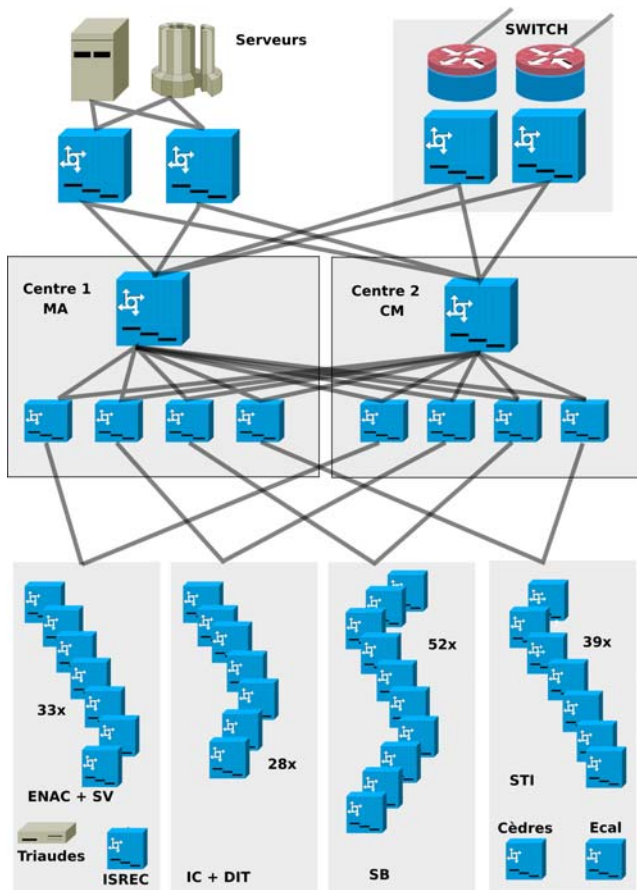 Serveurs
SWITCH
Centre 1
MA
Centre 2
CM
33x
ENAC + SV
Triaudes
ISREC
28x
IC + DIT
52x
SB
39x
STI
Cèdres
Ecal